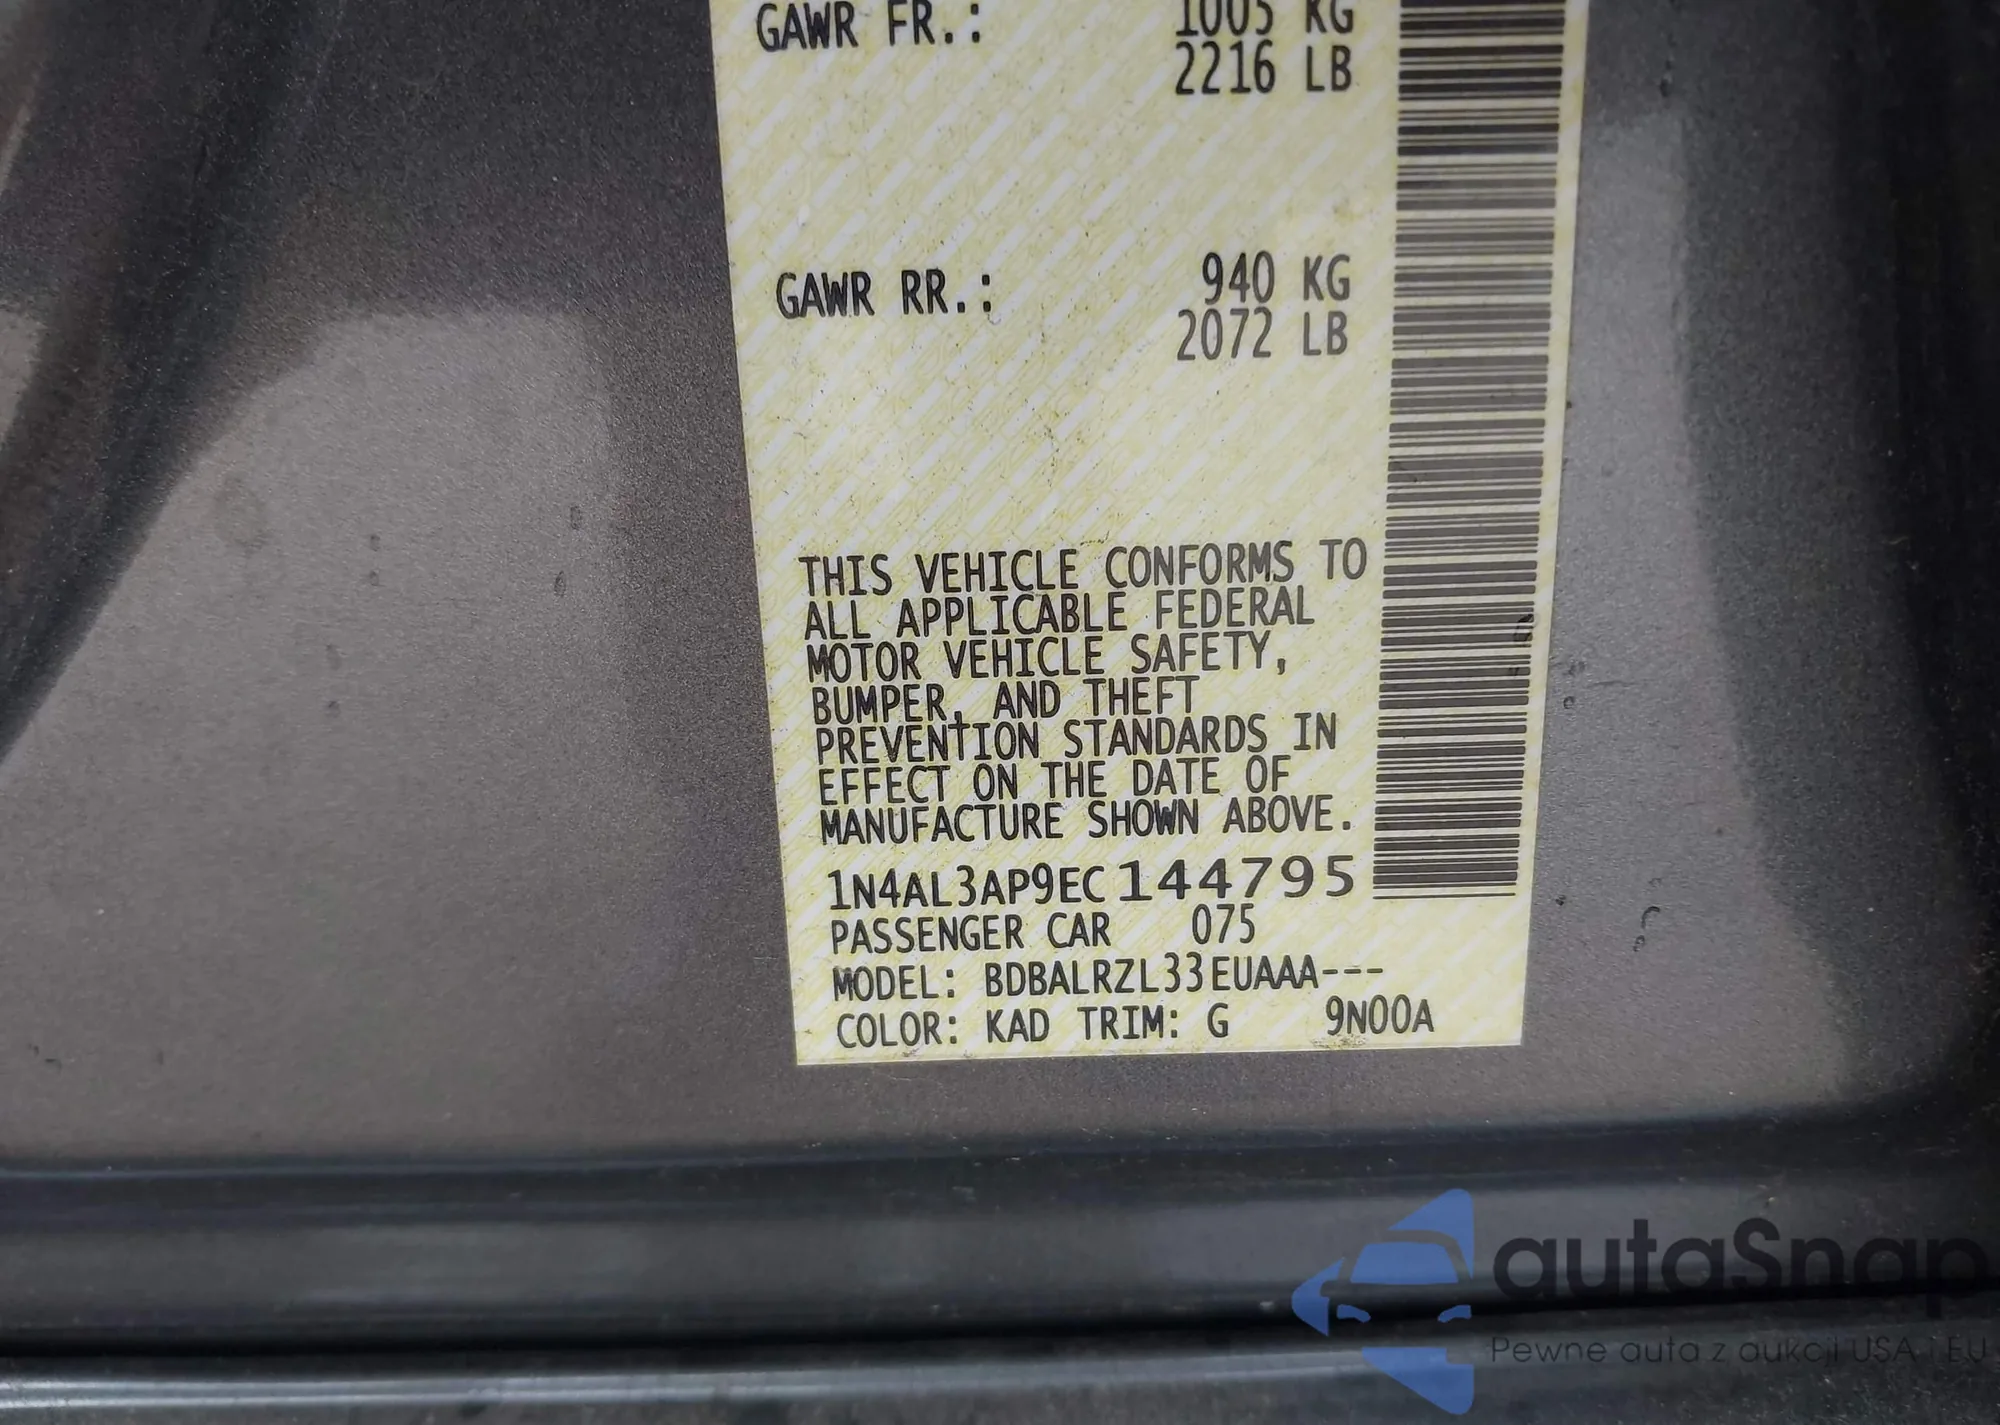 GAWR FR.: 1005 KG
2216 LB
GAWR RR.: 940 KG
2072 LB
THIS VEHICLE CONFORMS TO
ALL APPLICABLE FEDERAL
MOTOR VEHICLE SAFETY,
BUMPER, AND THEFT
PREVENTION STANDARDS IN
EFFECT ON THE DATE OF
MANUFACTURE SHOWN ABOVE.
1N4AL3AP9EC144795
PASSENGER CAR 075
MODEL: BDBALRZL33EUAAA---
COLOR: KAD TRIM: G 9N00A
autaSnap
Pewne auta z aukcji USA i EU